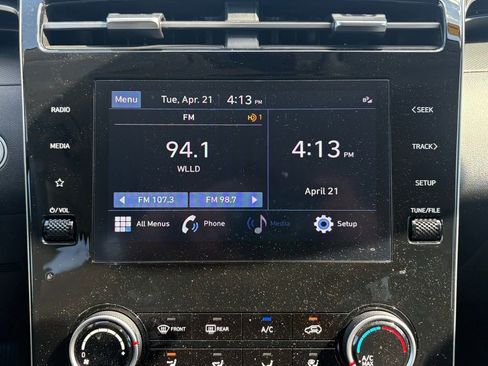 Menu Tue, Apr. 21 4:13 PM
FM 1
94.1
WLLD
FM 107.3 FM 98.7
4:13 PM
April 21
All Menus Phone Media Setup
RADIO
MEDIA
VOL
SEEK
TRACK
SETUP
TUNE/FILE
FRONT REAR A/C
0
A/C
MAX